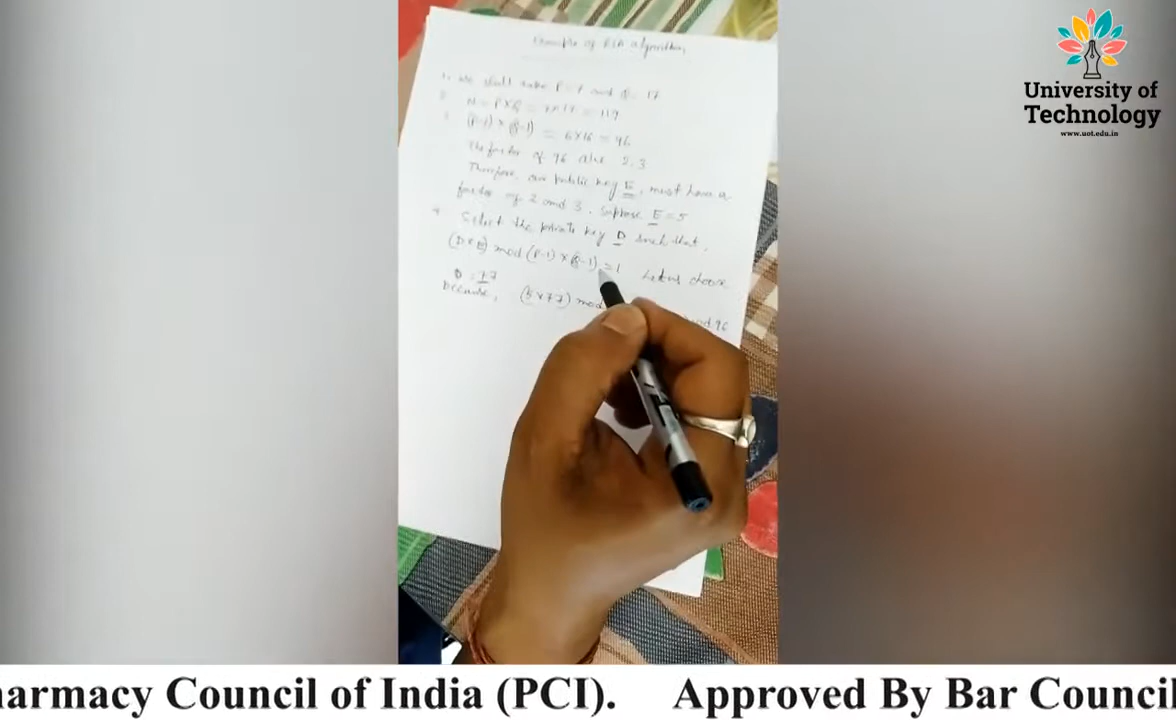 Example of RSA algorithm
1. We shall take P = 7 and Q = 17
2. N = P X Q = 7 X 17 = 119
3. (P-1) X (Q-1) = 6 X 16 = 96
The factor of 96 are 2, 3
Therefore, our public key E, must have a
factor of 2 and 3. Suppose E = 5
4. Select the private key D such that,
(D X E) mod (P-1) X (Q-1) = 1 Let us choose
D = 77
Because, (5 X 77) mod
mod 96
University of
Technology
www.uot.edu.in
harmacy Council of India (PCI). Approved By Bar Council